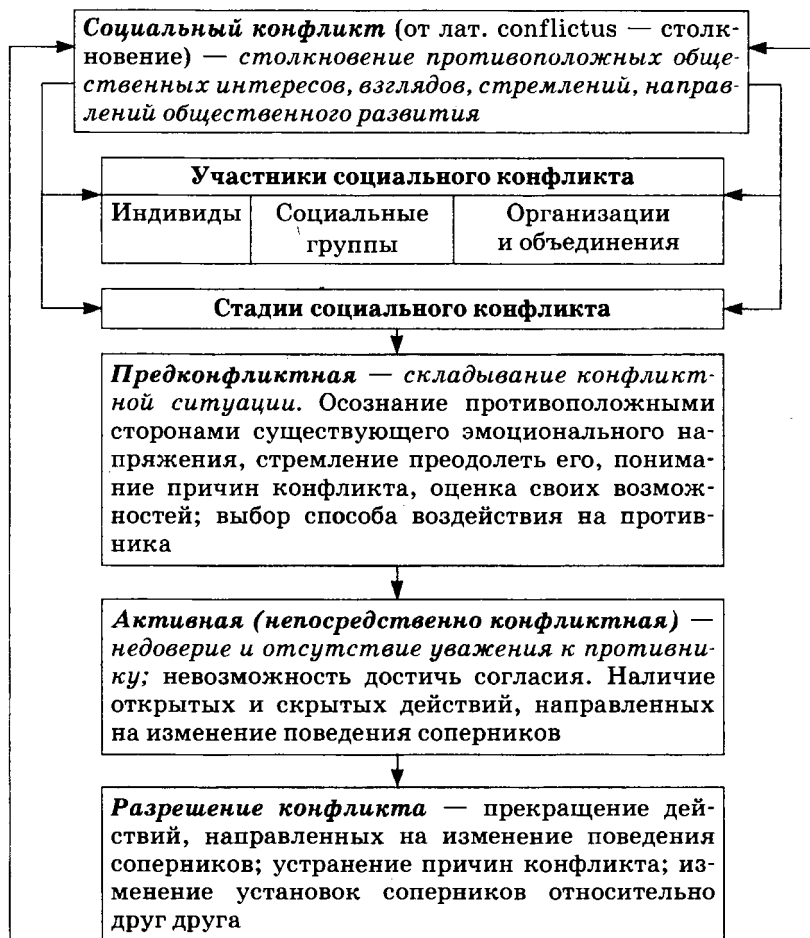 Социальный конфликт (от лат. conflictus — столк-
новение) — столкновение противоположных обще-
ственных интересов, взглядов, стремлений, направ-
лений общественного развития
Участники социального конфликта
Индивиды
Социальные
группы
Организации
и объединения
Стадии социального конфликта
Предконфликтная — складывание конфликт-
ной ситуации. Осознание противоположными
сторонами существующего эмоционального на-
пряжения, стремление преодолеть его, понима-
ние причин конфликта, оценка своих возмож-
ностей; выбор способа воздействия на против-
ника
Активная (непосредственно конфликтная) —
недоверие и отсутствие уважения к противни-
ку; невозможность достичь согласия. Наличие
открытых и скрытых действий, направленных
на изменение поведения соперников
Разрешение конфликта — прекращение дей-
ствий, направленных на изменение поведения
соперников; устранение причин конфликта; из-
менение установок соперников относительно
друг друга